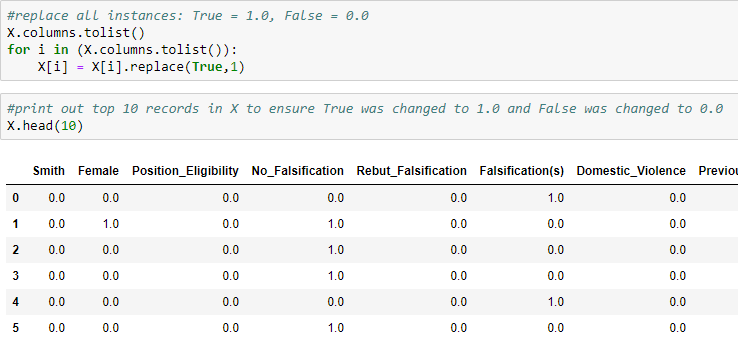 #replace all instances: True = 1.0, False = 0.0
X.columns.tolist()
for i in (X.columns.tolist()):
    X[i] = X[i].replace(True,1)
#print out top 10 records in X to ensure True was changed to 1.0 and False was changed to 0.0
X.head(10)
Smith Female Position_Eligibility No_Falsification Rebut_Falsification Falsification(s) Domestic_Violence Previou
0 0.0 0.0 0.0 0.0 0.0 1.0 0.0
1 0.0 1.0 0.0 1.0 0.0 0.0 0.0
2 0.0 0.0 0.0 1.0 0.0 0.0 0.0
3 0.0 0.0 0.0 1.0 0.0 0.0 0.0
4 0.0 0.0 0.0 0.0 0.0 1.0 0.0
5 0.0 0.0 0.0 1.0 0.0 0.0 0.0